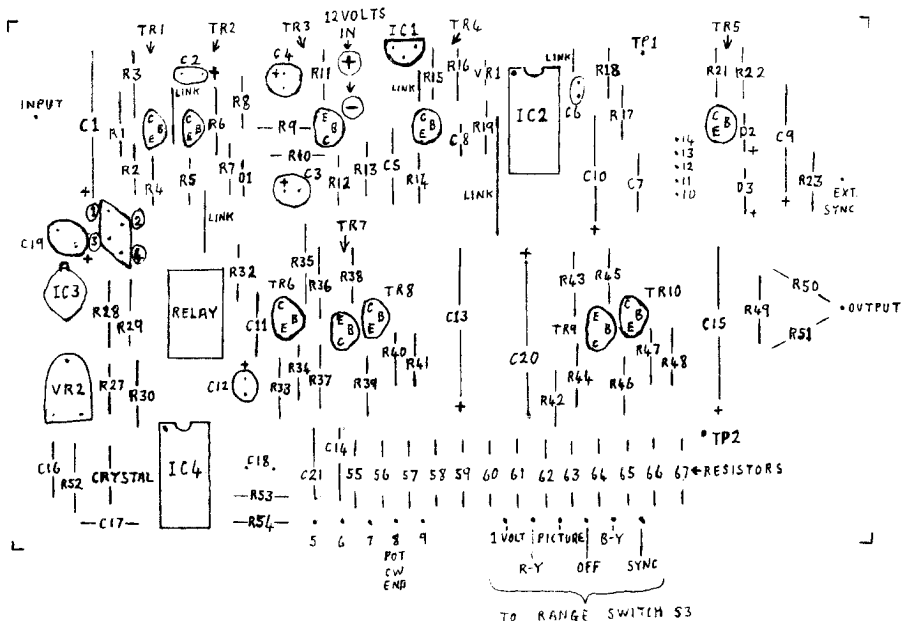 TR1 TR2 TR3 12VOLTS IN IC1 TR4 TP1 TR5
C2 + C4 + R11 + R15 R16 VR1 LINK R18 R21 R22
R3 LINK - LINK
INPUT C1 R1 C B E C B E R6 R8 R9 E B C C B E C8 R19 IC2 C6 R17 C B E D2 C9
R2 R4 R5 R7 D1 R10 C3 + R12 R13 C5 R14 LINK C10 C7 D3 R23
14
13
12
11
10
+ LINK + + + + EXT. SYNC
1 2
C19 3 4 +
TR7
IC3 R28 R29 RELAY R32 C11 R35 R36 R38 TR6 C B E E B C TR8 C B E C13 + C20 R43 R45 TR9 E B C TR10 C B E C15 R49 R50 OUTPUT
R51
VR2 R27 R30 C12 + R33 R34 R37 R39 R40 R41 + R42 R44 R46 R47 R48 +
TP2
C16 R52 CRYSTAL IC4 C18 C21 C14 55 56 57 58 59 60 61 62 63 64 65 66 67 ←RESISTORS
R53
C17 R54
5 6 7 8 9 1 VOLT PICTURE B-Y
POT CW END R-Y OFF SYNC
TO RANGE SWITCH S3